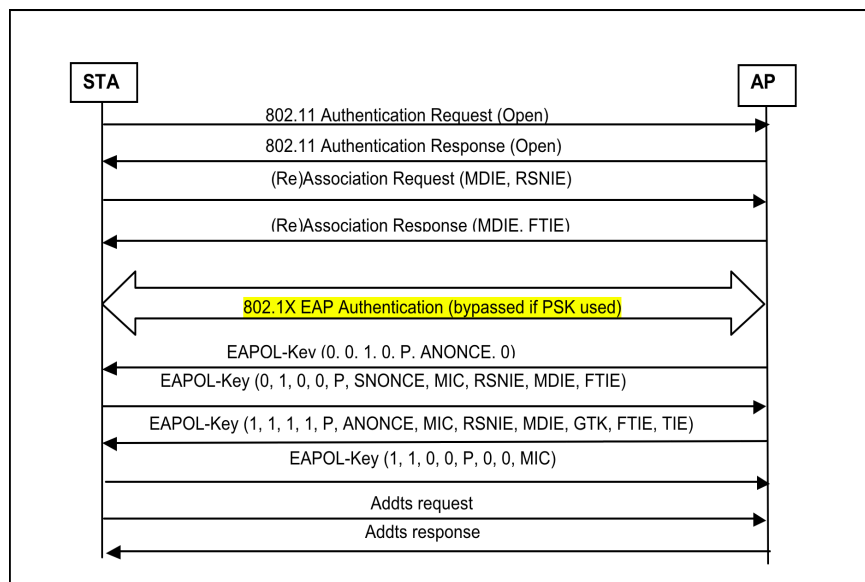 STA
AP
802.11 Authentication Request (Open)
802.11 Authentication Response (Open)
(Re)Association Request (MDIE, RSNIE)
(Re)Association Response (MDIE, FTIE
802.1X EAP Authentication (bypassed if PSK used)
EAPOL-Key (0, 0, 1, 0, P, ANONCE, 0)
EAPOL-Key (0, 1, 0, 0, P, SNONCE, MIC, RSNIE, MDIE, FTIE)
EAPOL-Key (1, 1, 1, 1, P, ANONCE, MIC, RSNIE, MDIE, GTK, FTIE, TIE)
EAPOL-Key (1, 1, 0, 0, P, 0, 0, MIC)
Addts request
Addts response